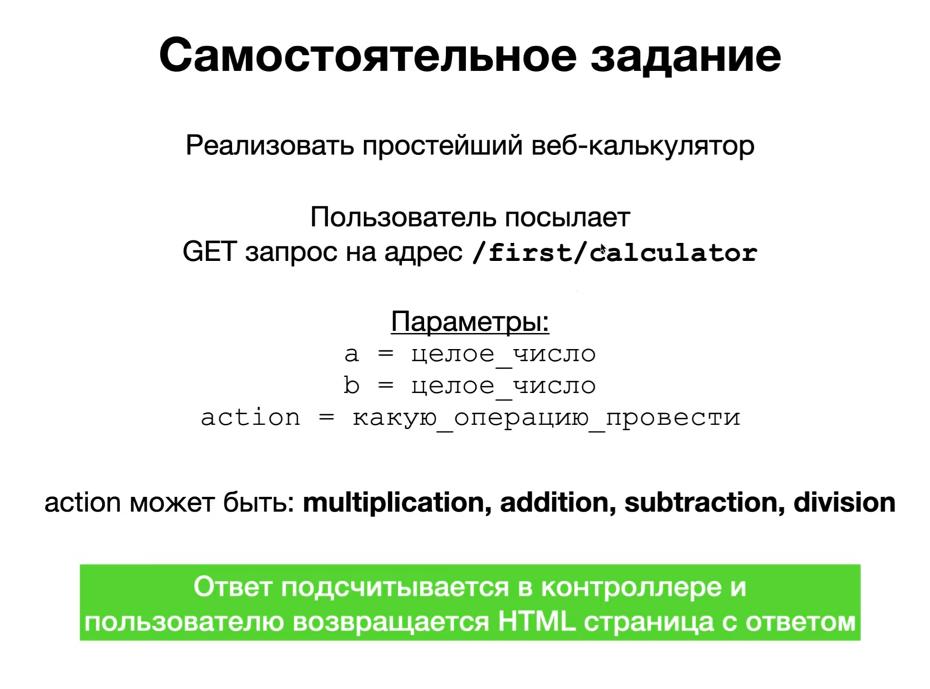 Самостоятельное задание
Реализовать простейший веб-калькулятор
Пользователь посылает
GET запрос на адрес /first/calculator
Параметры:
a = целое_число
b = целое_число
action = какую_операцию_провести
action может быть: multiplication, addition, subtraction, division
Ответ подсчитывается в контроллере и
пользователю возвращается HTML страница с ответом